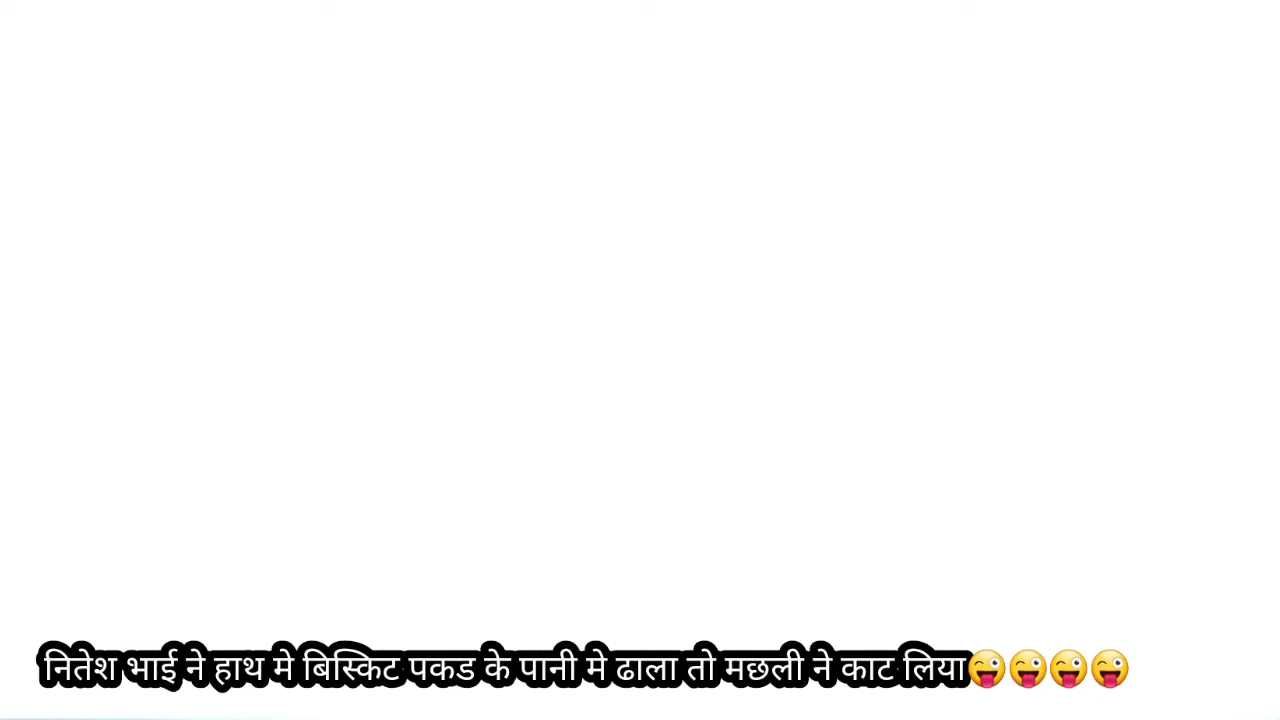 नितेश भाई ने हाथ मे बिस्किट पकड के पानी मे ढाला तो मछली ने काट लिया😜😜😜😜